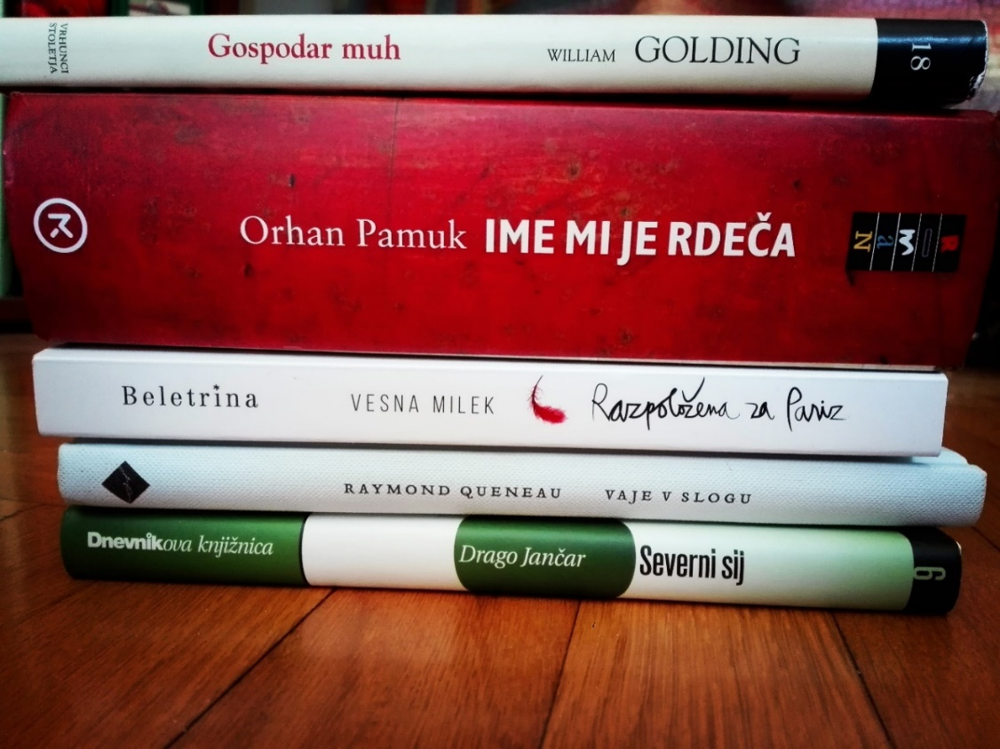 VRHUNCI
STOLETJA
Gospodar muh
WILLIAM GOLDING
18
Orhan Pamuk IME MI JE RDEČA
RomaN
Beletrina
VESNA MILEK
Razpoložena za Pariz
RAYMOND QUENEAU
VAJE V SLOGU
Dnevnikova knjižnica
Drago Jančar
Severni sij
6